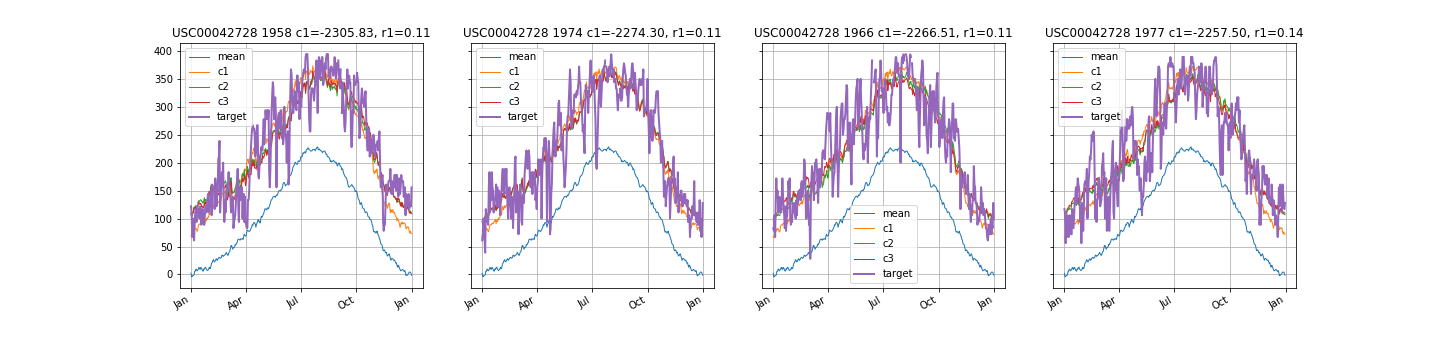 USC00042728 1958 c1=-2305.83, r1=0.11
USC00042728 1974 c1=-2274.30, r1=0.11
USC00042728 1966 c1=-2266.51, r1=0.11
USC00042728 1977 c1=-2257.50, r1=0.14
400
350
300
250
200
150
100
50
0
mean
c1
c2
c3
target
mean
c1
c2
c3
target
mean
c1
c2
c3
target
mean
c1
c2
c3
target
Jan
Apr
Jul
Oct
Jan
Jan
Apr
Jul
Oct
Jan
Jan
Apr
Jul
Oct
Jan
Jan
Apr
Jul
Oct
Jan